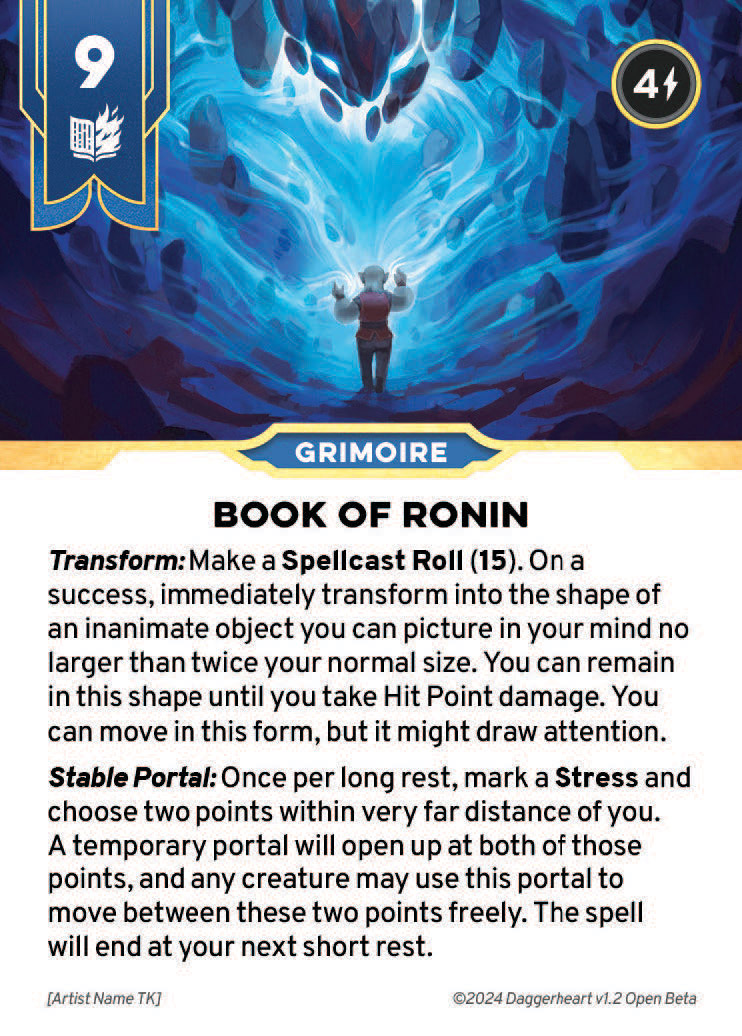 9
4
GRIMOIRE
BOOK OF RONIN
Transform: Make a Spellcast Roll (15). On a
success, immediately transform into the shape of
an inanimate object you can picture in your mind no
larger than twice your normal size. You can remain
in this shape until you take Hit Point damage. You
can move in this form, but it might draw attention.
Stable Portal: Once per long rest, mark a Stress and
choose two points within very far distance of you.
A temporary portal will open up at both of those
points, and any creature may use this portal to
move between these two points freely. The spell
will end at your next short rest.
[Artist Name TK]
©2024 Daggerheart v1.2 Open Beta